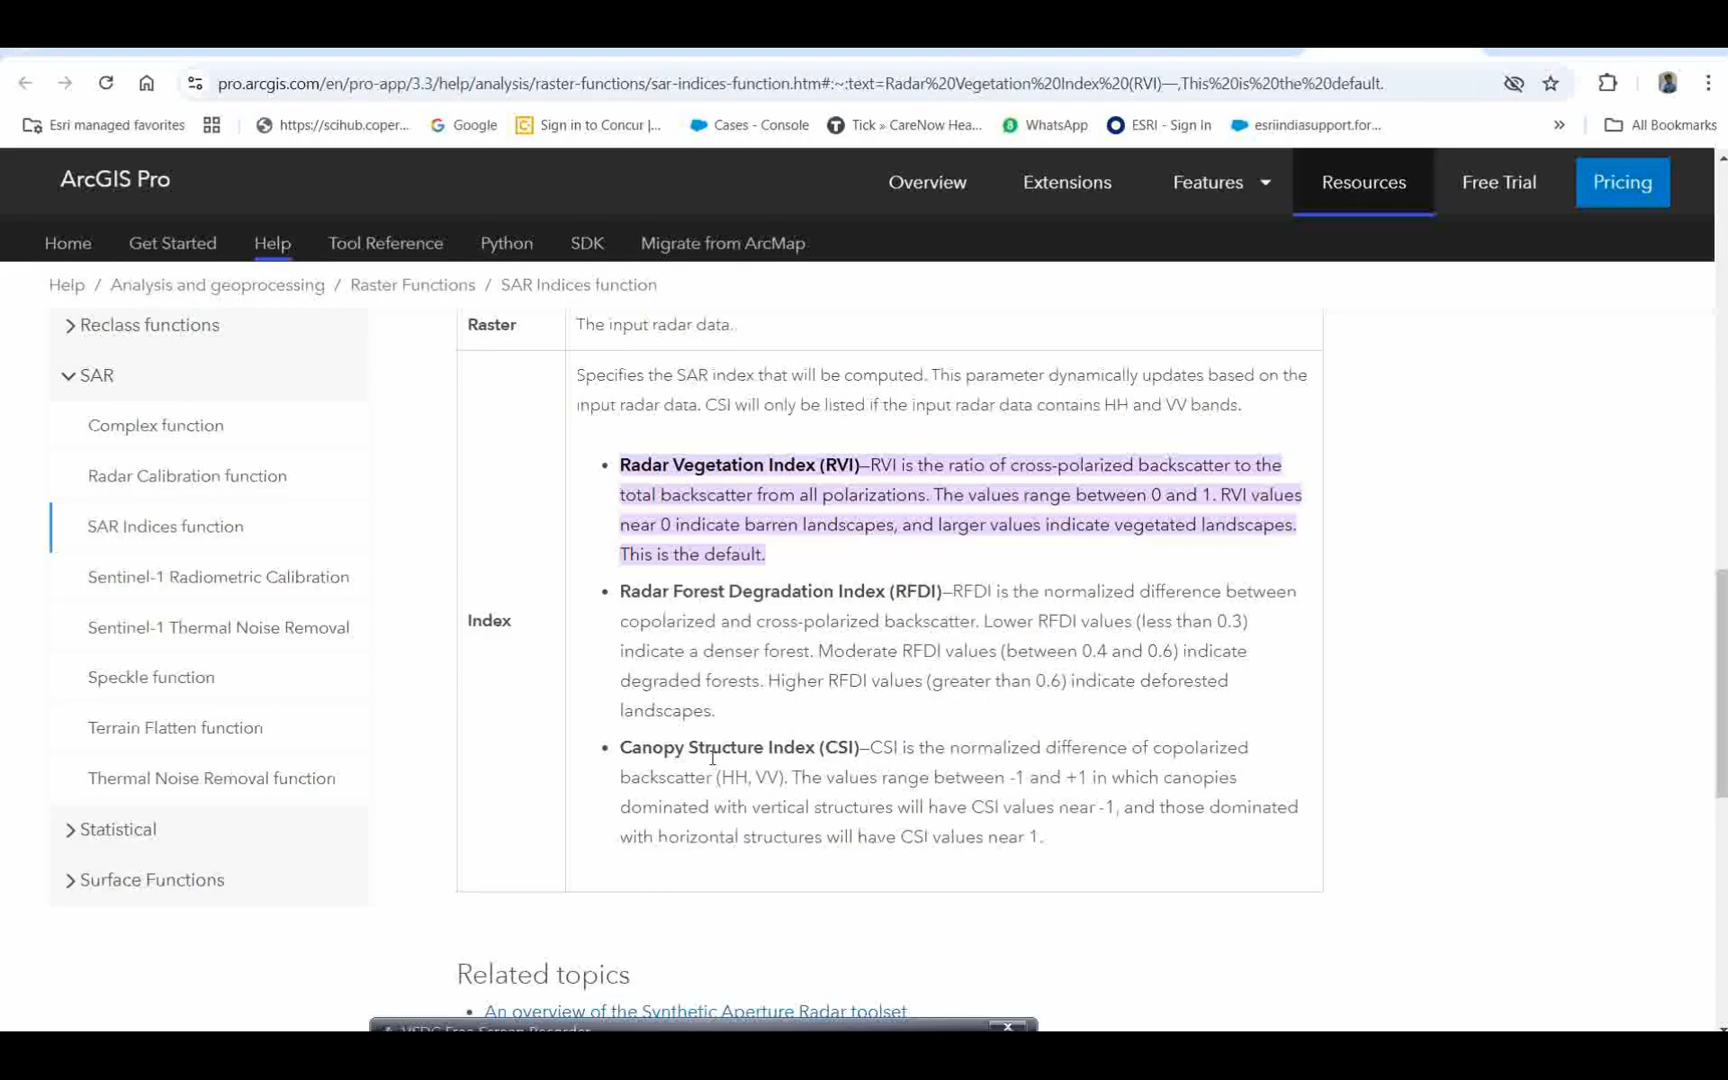 pro.arcgis.com/en/pro-app/3.3/help/analysis/raster-functions/sar-indices-function.htm#:~:text=Radar%20Vegetation%20Index%20(RVI)—,This%20is%20the%20default.
Esri managed favorites
https://scihub.coper...
Google
Sign in to Concur |...
Cases - Console
Tick » CareNow Hea...
WhatsApp
ESRI - Sign In
esriindiasupport.for...
»
All Bookmarks
ArcGIS Pro
Overview
Extensions
Features
Resources
Free Trial
Pricing
Home
Get Started
Help
Tool Reference
Python
SDK
Migrate from ArcMap
Help / Analysis and geoprocessing / Raster Functions / SAR Indices function
Reclass functions
SAR
Complex function
Radar Calibration function
SAR Indices function
Sentinel-1 Radiometric Calibration
Sentinel-1 Thermal Noise Removal
Speckle function
Terrain Flatten function
Thermal Noise Removal function
Statistical
Surface Functions
Raster
The input radar data.
Index
Specifies the SAR index that will be computed. This parameter dynamically updates based on the
input radar data. CSI will only be listed if the input radar data contains HH and VV bands.
• Radar Vegetation Index (RVI)—RVI is the ratio of cross-polarized backscatter to the
total backscatter from all polarizations. The values range between 0 and 1. RVI values
near 0 indicate barren landscapes, and larger values indicate vegetated landscapes.
This is the default.
• Radar Forest Degradation Index (RFDI)—RFDI is the normalized difference between
copolarized and cross-polarized backscatter. Lower RFDI values (less than 0.3)
indicate a denser forest. Moderate RFDI values (between 0.4 and 0.6) indicate
degraded forests. Higher RFDI values (greater than 0.6) indicate deforested
landscapes.
• Canopy Structure Index (CSI)—CSI is the normalized difference of copolarized
backscatter (HH, VV). The values range between -1 and +1 in which canopies
dominated with vertical structures will have CSI values near -1, and those dominated
with horizontal structures will have CSI values near 1.
Related topics
• An overview of the Synthetic Aperture Radar toolset
VSDC Free Screen Recorder